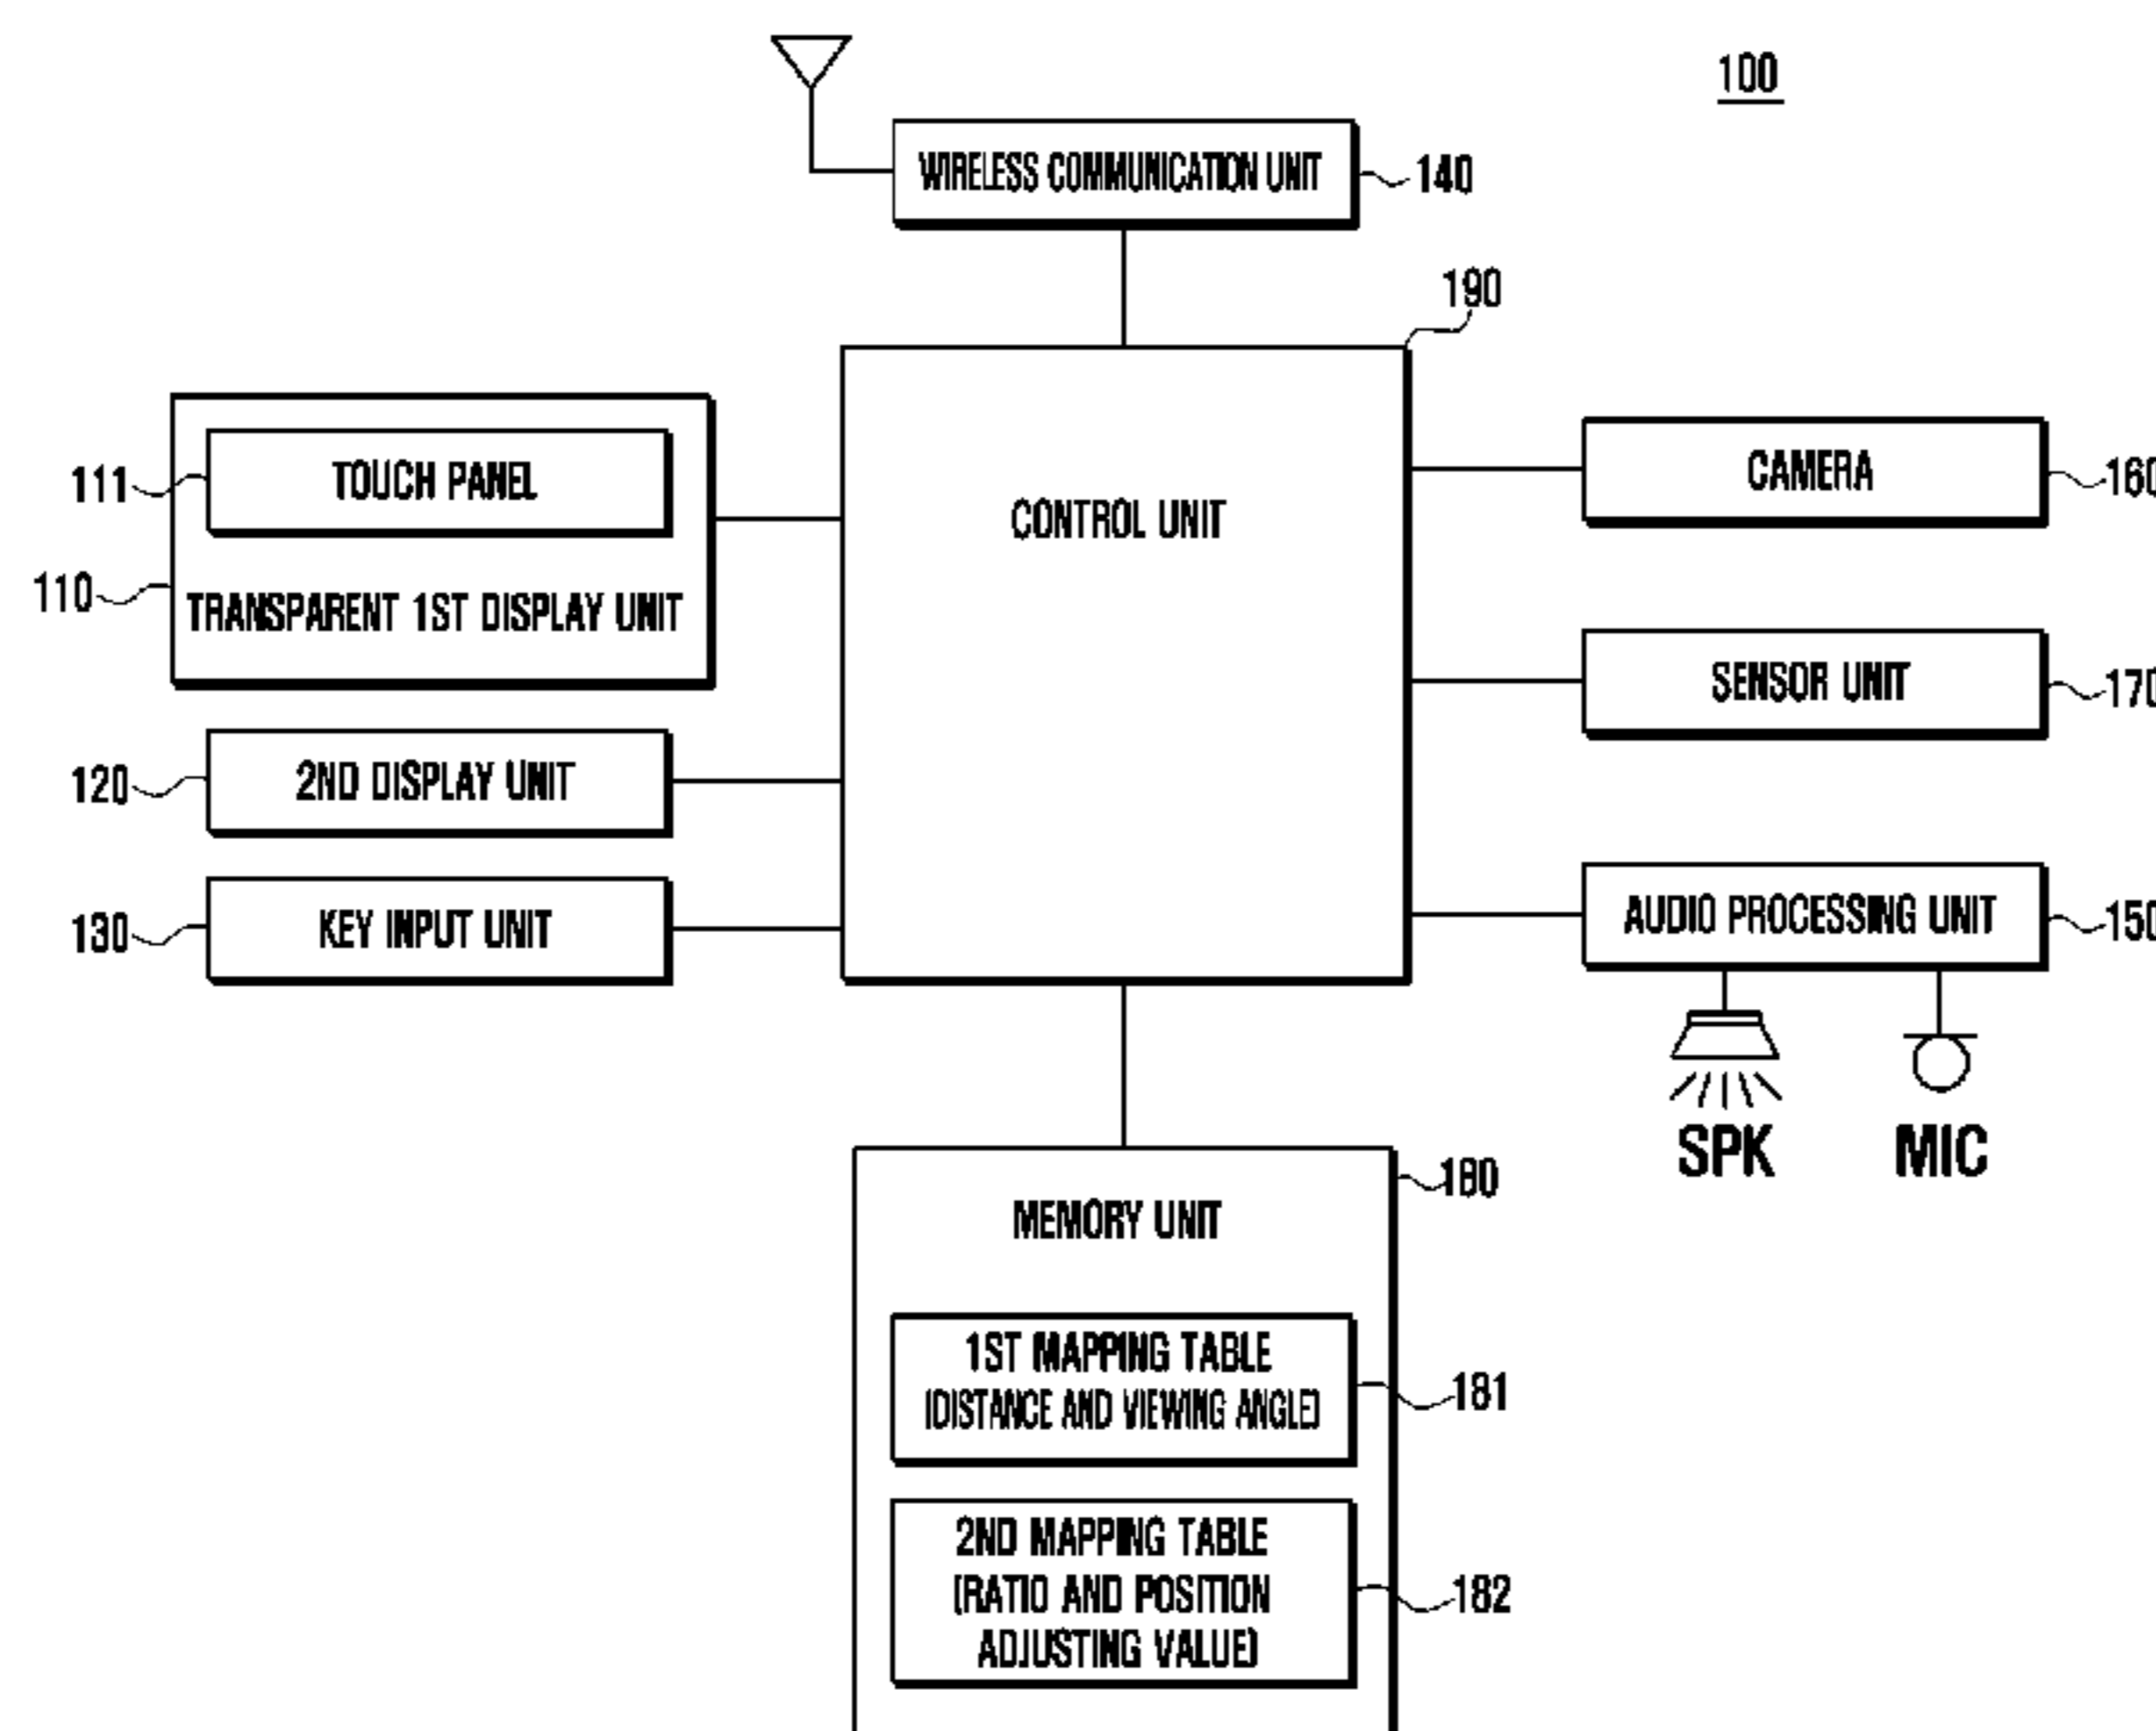 100
WIRELESS COMMUNICATION UNIT
140
190
TOUCH PANEL
111
CONTROL UNIT
CAMERA
160
110
TRANSPARENT 1ST DISPLAY UNIT
SENSOR UNIT
170
120
2ND DISPLAY UNIT
130
KEY INPUT UNIT
AUDIO PROCESSING UNIT
150
SPK
MIC
180
MEMORY UNIT
1ST MAPPING TABLE
(DISTANCE AND VIEWING ANGLE)
181
2ND MAPPING TABLE
(RATIO AND POSITION
ADJUSTING VALUE)
182